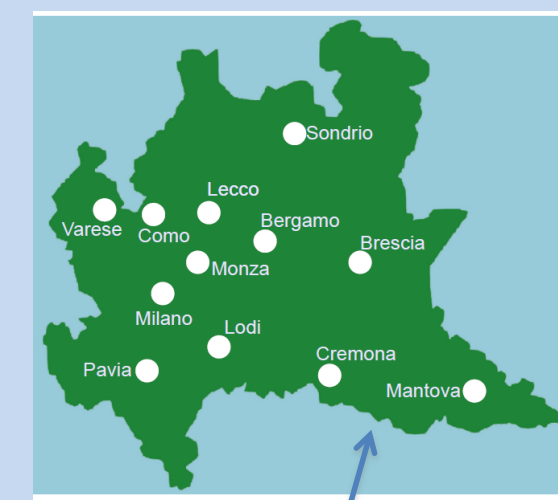 Sondrio
Lecco
Varese
Como
Bergamo
Brescia
Monza
Milano
Lodi
Pavia
Cremona
Mantova